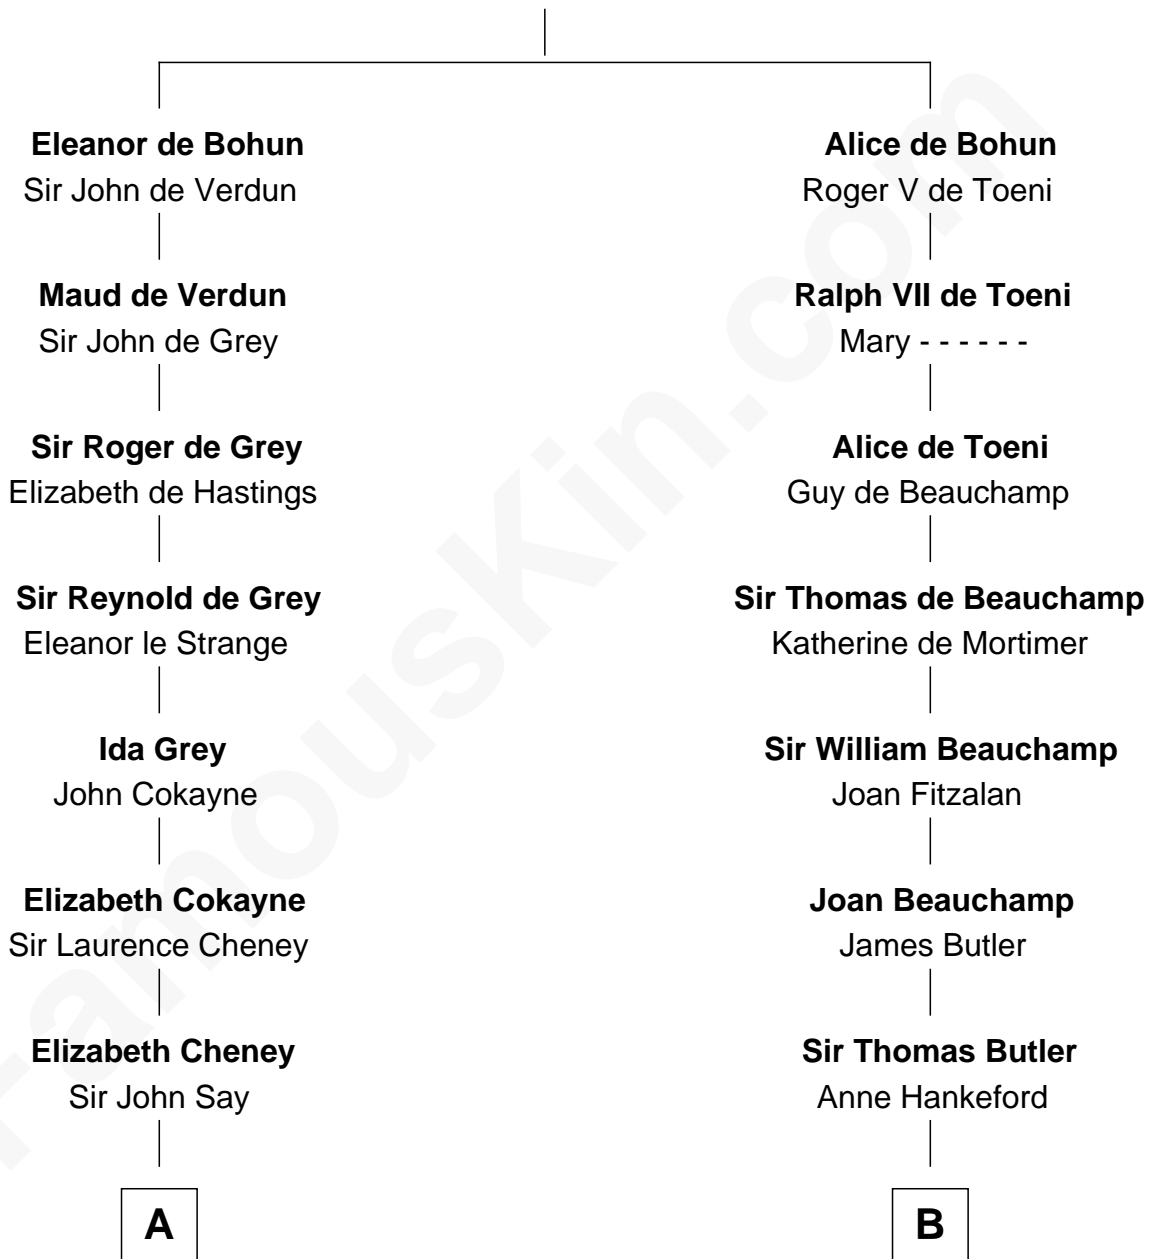 Eleanor de Bohun
Sir John de Verdun
Alice de Bohun
Roger V de Toeni
Maud de Verdun
Sir John de Grey
Ralph VII de Toeni
Mary - - - - - -
Sir Roger de Grey
Elizabeth de Hastings
Alice de Toeni
Guy de Beauchamp
Sir Reynold de Grey
Eleanor le Strange
Sir Thomas de Beauchamp
Katherine de Mortimer
Ida Grey
John Cokayne
Sir William Beauchamp
Joan Fitzalan
Elizabeth Cokayne
Sir Laurence Cheney
Joan Beauchamp
James Butler
Elizabeth Cheney
Sir John Say
Sir Thomas Butler
Anne Hankeford
A
B
FamousKin.com